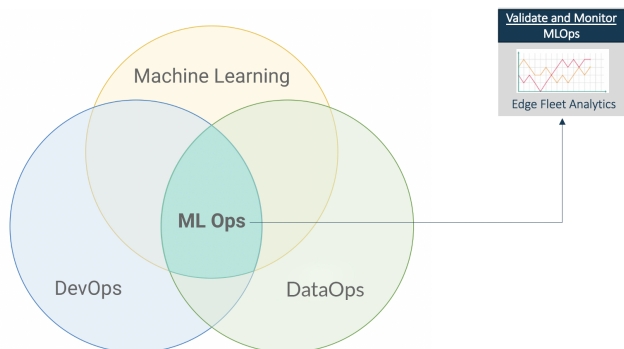 Validate and Monitor
MLOps
Edge Fleet Analytics
Machine Learning
ML Ops
DevOps
DataOps